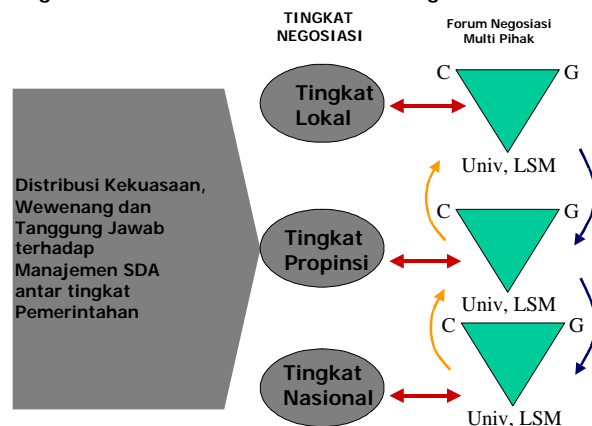 TINGKAT
NEGOSIASI
Forum Negosiasi
Multi Pihak
C
G
Tingkat
Lokal
Univ, LSM
Distribusi Kekuasaan,
Wewenang dan
Tanggung Jawab
terhadap
Manajemen SDA
antar tingkat
Pemerintahan
C
G
Tingkat
Propinsi
Univ, LSM
C
G
Tingkat
Nasional
Univ, LSM